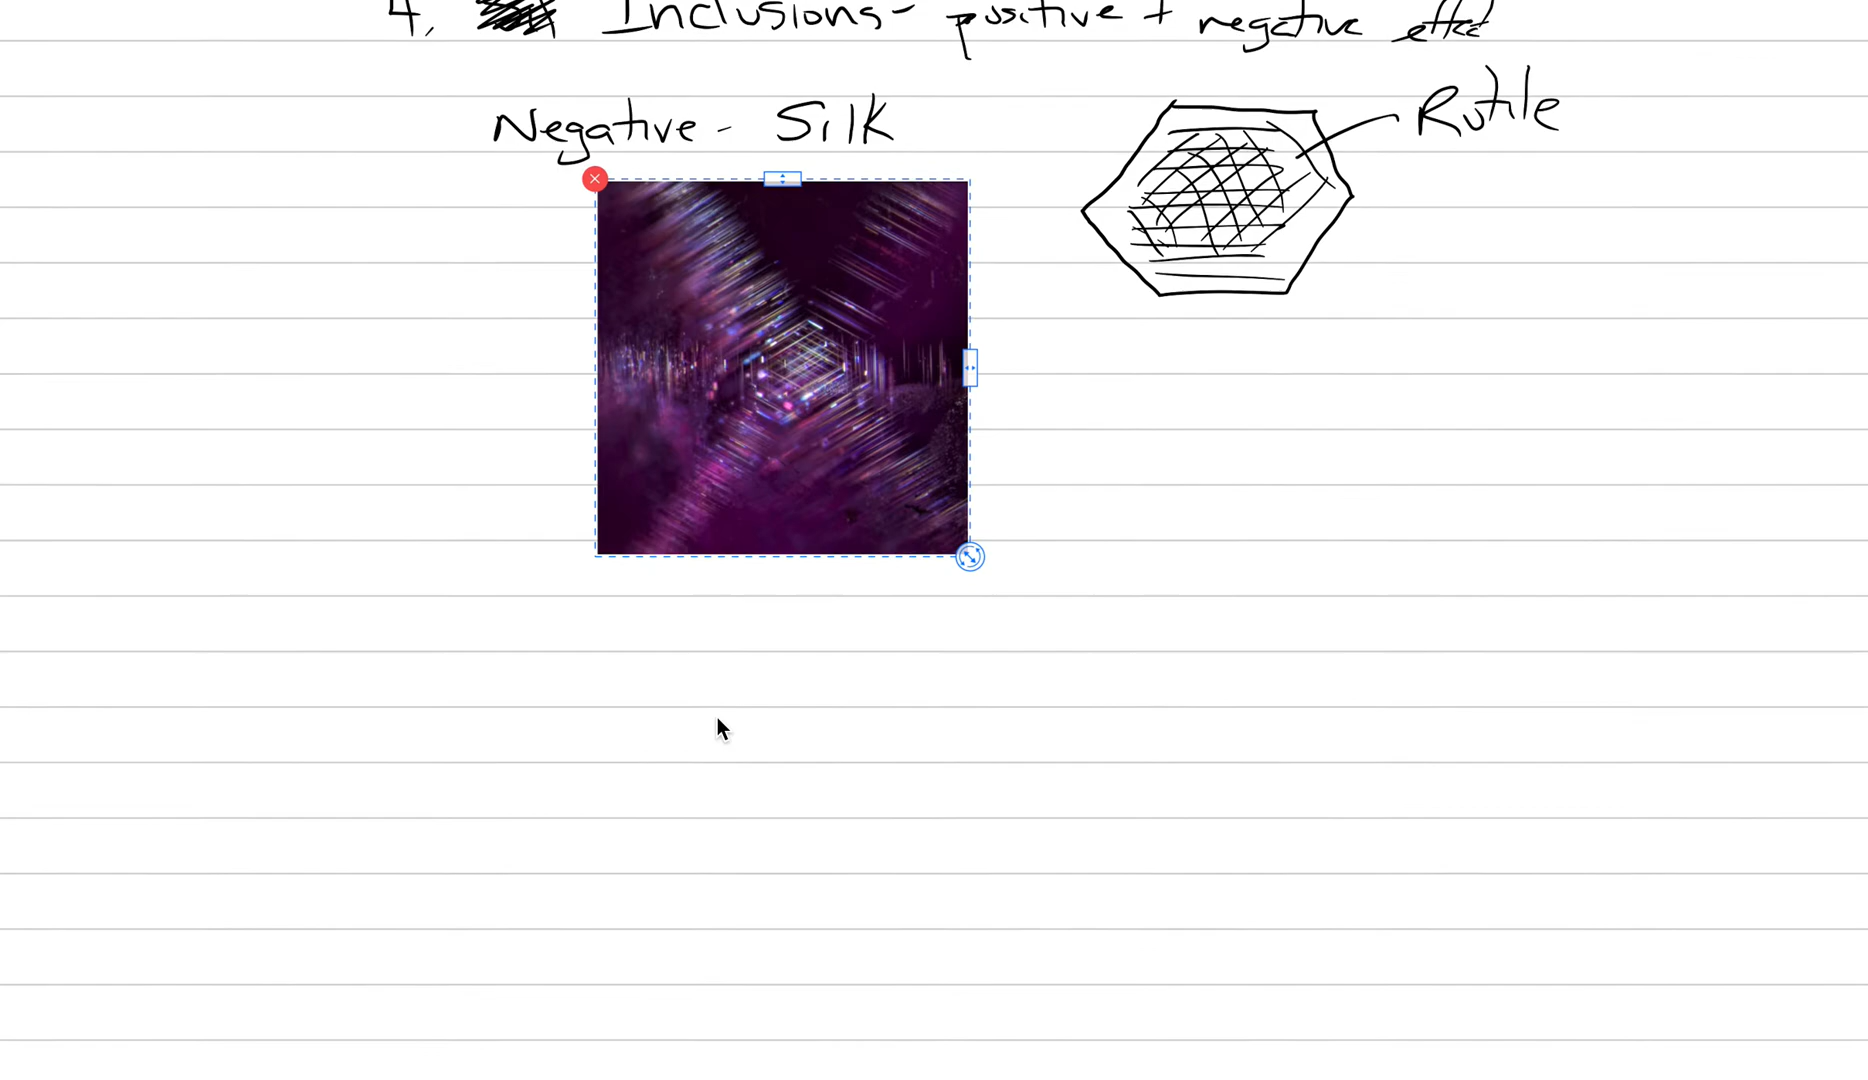 4. Inclusions - positive + negative effect
Negative - Silk
Rutile